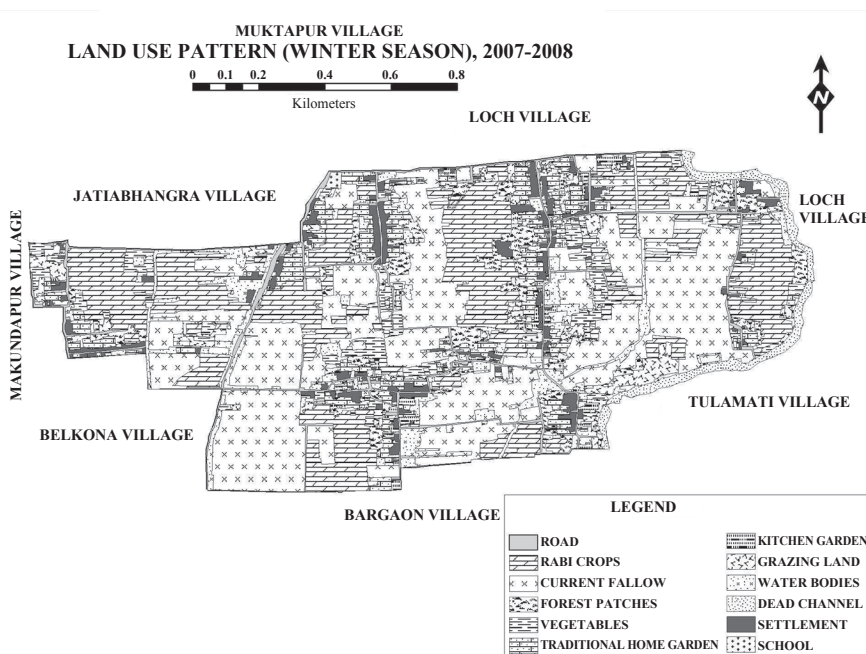 MUKTAPUR VILLAGE
LAND USE PATTERN (WINTER SEASON), 2007-2008
0 0.1 0.2 0.4 0.6 0.8
Kilometers
N
LOCH VILLAGE
JATIABHANGRA VILLAGE
LOCH
VILLAGE
MAKUNDAPUR VILLAGE
TULAMATI VILLAGE
BELKONA VILLAGE
BARGAON VILLAGE
LEGEND
ROAD
RABI CROPS
CURRENT FALLOW
FOREST PATCHES
VEGETABLES
TRADITIONAL HOME GARDEN
KITCHEN GARDEN
GRAZING LAND
WATER BODIES
DEAD CHANNEL
SETTLEMENT
SCHOOL